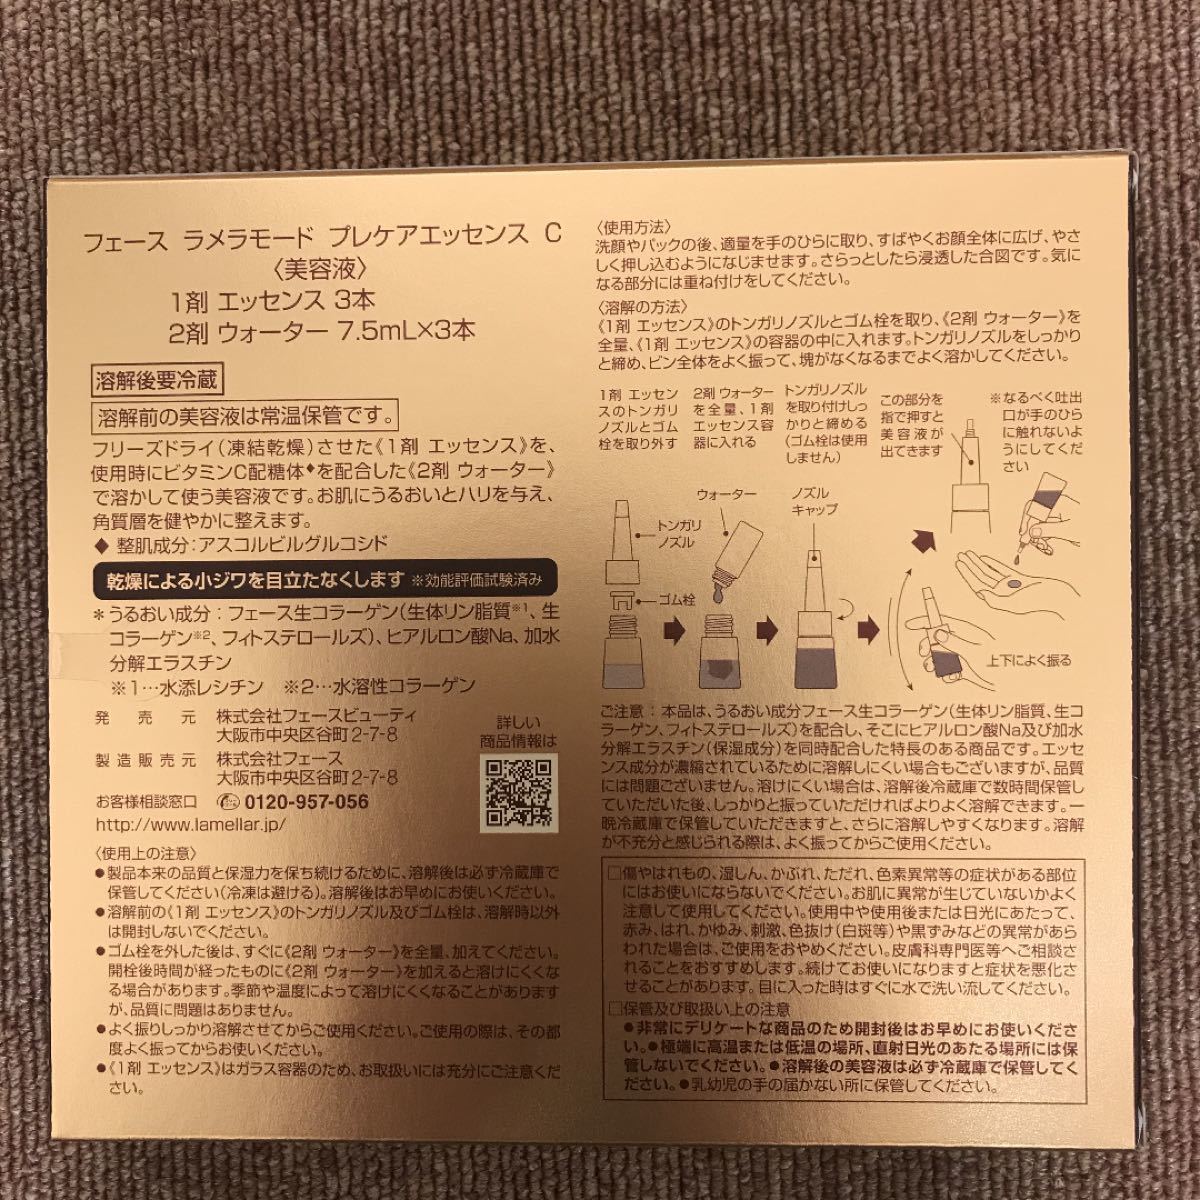 フェース ラメラモード プレケアエッセンス C
〈美容液〉
1剤 エッセンス 3本
2剤 ウォーター 7.5mL×3本
溶解後要冷蔵
溶解前の美容液は常温保管です。
フリーズドライ(凍結乾燥)させた《1剤 エッセンス》を、
使用時にビタミンC配糖体◆を配合した《2剤 ウォーター》
で溶かして使う美容液です。お肌にうるおいとハリを与え、
角質層を健やかに整えます。
◆ 整肌成分:アスコルビルグルコシド
乾燥による小ジワを目立たなくします ※効能評価試験済み
＊うるおい成分:フェース生コラーゲン(生体リン脂質※1、生
コラーゲン※2、フィトステロールズ)、ヒアルロン酸Na、加水
分解エラスチン
※1…水添レシチン ※2…水溶性コラーゲン
発売元 株式会社フェースビューティ
大阪市中央区谷町2-7-8
製造販売元 株式会社フェース
大阪市中央区谷町2-7-8
お客様相談窓口 0120-957-056
http://www.lamellar.jp/
詳しい
商品情報は
〈使用上の注意〉
●製品本来の品質と保湿力を保ち続けるために、溶解後は必ず冷蔵庫で
保管してください(冷凍は避ける)。溶解後はお早めにお使いください。
●溶解前の《1剤 エッセンス》のトンガリノズル及びゴム栓は、溶解時以外
は開封しないでください。
●ゴム栓を外した後は、すぐに《2剤 ウォーター》を全量、加えてください。
開栓後時間が経ったものに《2剤 ウォーター》を加えると溶けにくくな
る場合があります。季節や温度によって溶けにくくなることがあります
が、品質に問題はありません。
●よく振りしっかり溶解させてからご使用ください。ご使用の際は、その都
度よく振ってからお使いください。
●《1剤 エッセンス》はガラス容器のため、お取扱いには充分にご注意くだ
さい。
〈使用方法〉
洗顔やパックの後、適量を手のひらに取り、すばやくお顔全体に広げ、やさ
しく押し込むようになじませます。さらっとしたら浸透した合図です。気に
なる部分には重ね付けをしてください。
〈溶解の方法〉
《1剤 エッセンス》のトンガリノズルとゴム栓を取り、《2剤 ウォーター》を
全量、《1剤 エッセンス》の容器の中に入れます。トンガリノズルをしっかり
と締め、ビン全体をよく振って、塊がなくなるまでよく溶かしてください。
1剤 エッセン
スのトンガリ
ノズルとゴム
栓を取り外す
2剤 ウォーター
を全量、1剤
エッセンス容
器に入れる
トンガリノズル
を取り付けしっ
かりと締める
(ゴム栓は使用
しません)
この部分を
指で押すと
美容液が
出てきます
※なるべく吐出
口が手のひら
に触れないよ
うにしてくだ
さい
トンガリ
ノズル
ゴム栓
ウォーター
ノズル
キャップ
上下によく振る
ご注意:本品は、うるおい成分フェース生コラーゲン(生体リン脂質、生コ
ラーゲン、フィトステロールズ)を配合し、そこにヒアルロン酸Na及び加水
分解エラスチン(保湿成分)を同時配合した特長のある商品です。エッセ
ンス成分が濃縮されているために溶解しにくい場合もございますが、品質
には問題ございません。溶けにくい場合は、溶解後冷蔵庫で数時間保管し
ていただいた後、しっかりと振っていただければよりよく溶解できます。一
晩冷蔵庫で保管していただきますと、さらに溶解しやすくなります。溶解
が不充分と感じられる際は、よく振ってからご使用ください。
□傷やはれもの、湿しん、かぶれ、ただれ、色素異常等の症状がある部位
にはお使いにならないでください。お肌に異常が生じていないかよく
注意して使用してください。使用中や使用後または日光にあたって、
赤み、はれ、かゆみ、刺激、色抜け(白斑等)や黒ずみなどの異常があら
われた場合は、ご使用をおやめください。皮膚科専門医等へご相談さ
れることをおすすめします。続けてお使いになりますと症状を悪化さ
せることがあります。目に入った時はすぐに水で洗い流してください。
□保管及び取扱い上の注意
●非常にデリケートな商品のため開封後はお早めにお使いくださ
い。●極端に高温または低温の場所、直射日光のあたる場所には保
管しないでください。●溶解後の美容液は必ず冷蔵庫で保管してく
ださい。●乳幼児の手の届かない所に保管してください。